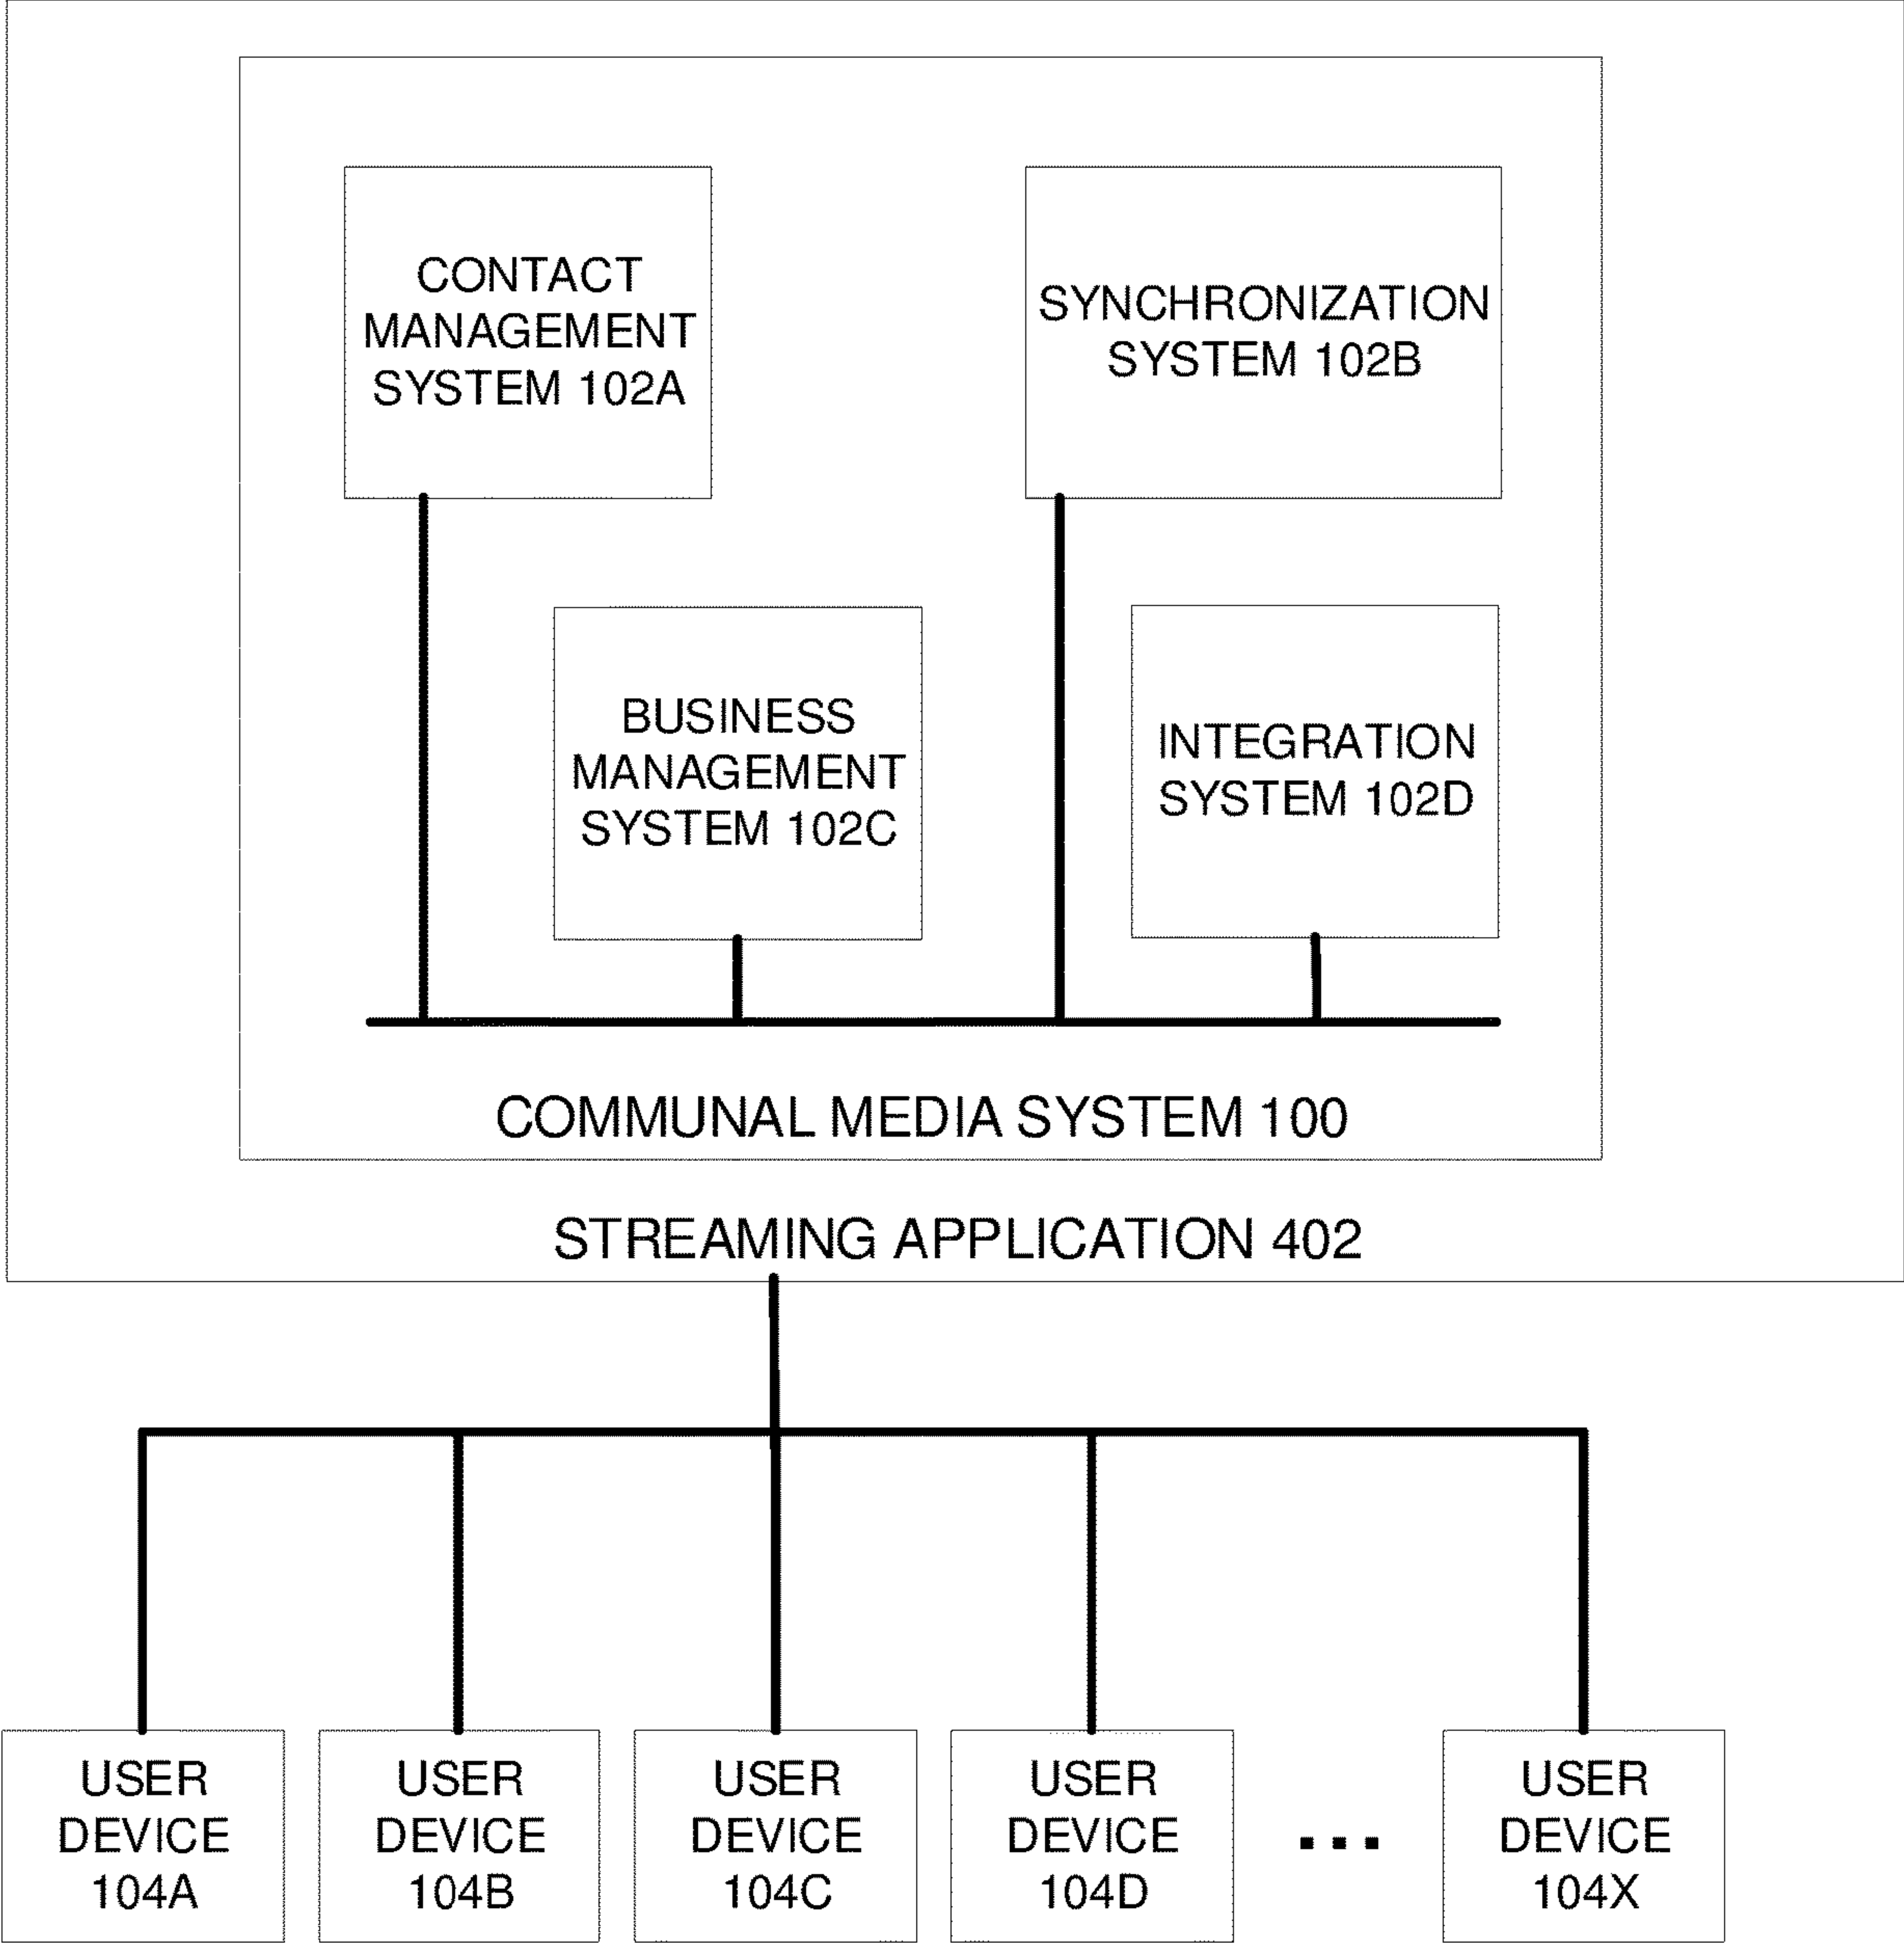 CONTACT
MANAGEMENT
SYSTEM 102A
SYNCHRONIZATION
SYSTEM 102B
BUSINESS
MANAGEMENT
SYSTEM 102C
INTEGRATION
SYSTEM 102D
COMMUNAL MEDIA SYSTEM 100
STREAMING APPLICATION 402
USER
DEVICE
104A
USER
DEVICE
104B
USER
DEVICE
104C
USER
DEVICE
104D
...
USER
DEVICE
104X